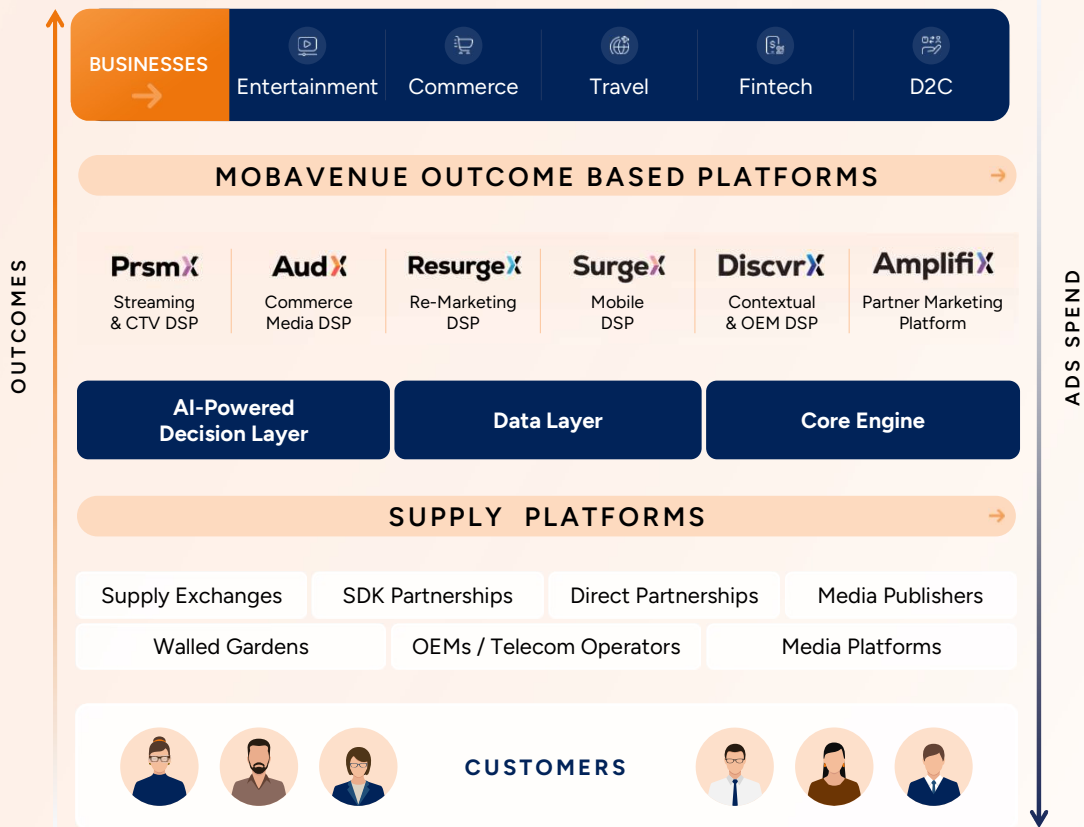 BUSINESSES
Entertainment
Commerce
Travel
Fintech
D2C
MOBAVENUE OUTCOME BASED PLATFORMS
PrsmX
Streaming
& CTV DSP
AudX
Commerce
Media DSP
ResurgeX
Re-Marketing
DSP
SurgeX
Mobile
DSP
DiscvrX
Contextual
& OEM DSP
AmplifiX
Partner Marketing
Platform
OUTCOMES
ADS SPEND
AI-Powered
Decision Layer
Data Layer
Core Engine
SUPPLY PLATFORMS
Supply Exchanges
SDK Partnerships
Direct Partnerships
Media Publishers
Walled Gardens
OEMs / Telecom Operators
Media Platforms
CUSTOMERS